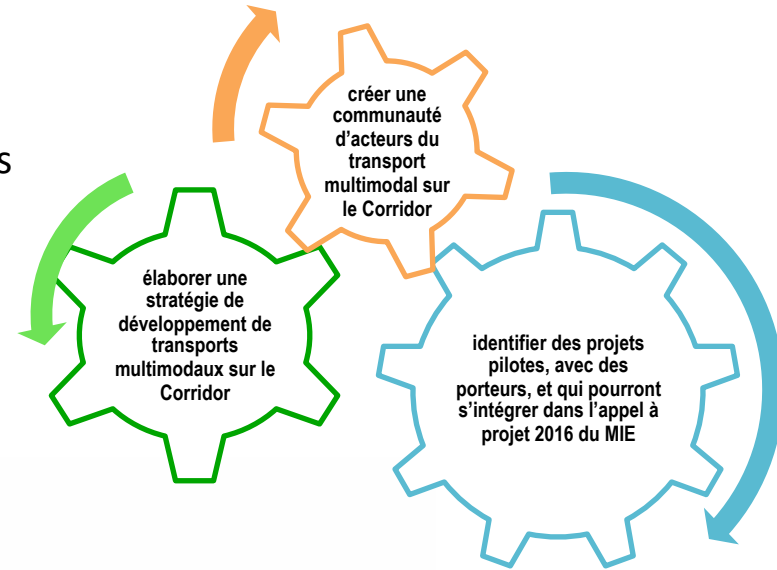 créer une
communauté
d'acteurs du
transport
multimodal sur
le Corridor
s
élaborer une
stratégie de
développement de
transports
multimodaux sur le
Corridor
identifier des projets
pilotes, avec des
porteurs, et qui pourront
s'intégrer dans l'appel à
projet 2016 du MIE